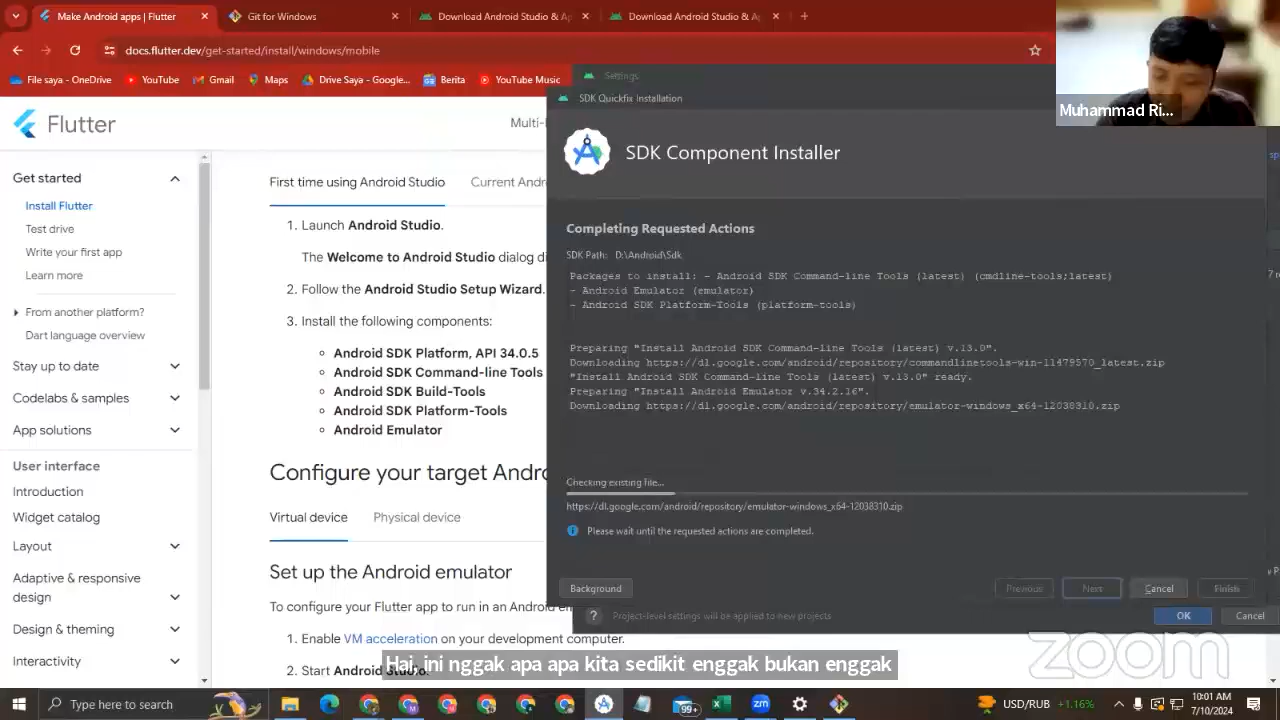 Make Android apps | Flutter
Git for Windows
Download Android Studio & Ap
Download Android Studio & Ap
docs.flutter.dev/get-started/install/windows/mobile
File saya - OneDrive
YouTube
Gmail
Maps
Drive Saya - Google...
Berita
YouTube Music
Settings
SDK Quickfix Installation
Muhammad Ri...
Flutter
Multi-
SDK Component Installer
Get started
Install Flutter
Test drive
Write your first app
Learn more
From another platform?
Dart language overview
Stay up to date
Codelabs & samples
App solutions
User interface
Introduction
Widget catalog
Layout
Adaptive & responsive
design
Design & theming
Interactivity
First time using Android Studio
Current Andr
1. Launch Android Studio.
The Welcome to Android Studio dialog di
2. Follow the Android Studio Setup Wizard.
3. Install the following components:
Android SDK Platform, API 34.0.5
Android SDK Command-line Tools
Android SDK Build-Tools
Android SDK Platform-Tools
Android Emulator
Configure your target Andro
Virtual device
Physical device
Set up the Android emulator
To configure your Flutter app to run in an Android em
1. Enable VM acceleration on your development computer.
2. Start Android Studio.
Completing Requested Actions
SDK Path: D:\Android\Sdk
Packages to install: - Android SDK Command-line Tools (latest) (cmdline-tools;latest)
- Android Emulator (emulator)
- Android SDK Platform-Tools (platform-tools)
Preparing "Install Android SDK Command-line Tools (latest) v.13.0".
Downloading https://dl.google.com/android/repository/commandlinetools-win-11479570_latest.zip
"Install Android SDK Command-line Tools (latest) v.13.0" ready.
Preparing "Install Android Emulator v.34.2.16".
Downloading https://dl.google.com/android/repository/emulator-windows_x64-12038310.zip
Checking existing file...
https://dl.google.com/android/repository/emulator-windows_x64-12038310.zip
Please wait until the requested actions are completed.
Background
Previous
Next
Cancel
Finish
? Project-level settings will be applied to new projects
OK
Cancel
zoom
Hai, ini nggak apa apa kita sedikit enggak bukan enggak
Type here to search
99+
zm
USD/RUB +1.16%
10:01 AM
7/10/2024